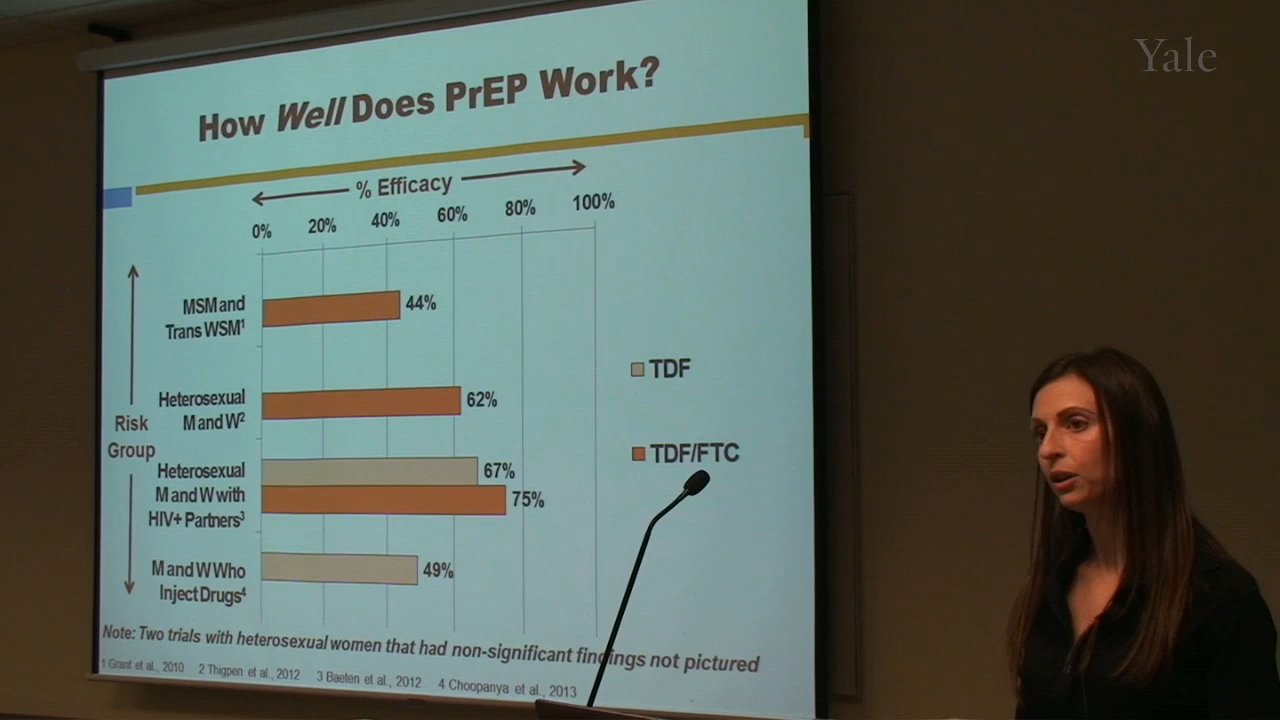 Yale
How Well Does PrEP Work?
% Efficacy
0% 20% 40% 60% 80% 100%
MSM and
Trans WSM¹
44%
Heterosexual
M and W²
62%
Risk
Group
Heterosexual
M and W with
HIV+ Partners³
67%
75%
M and W Who
Inject Drugs⁴
49%
TDF
TDF/FTC
Note: Two trials with heterosexual women that had non-significant findings not pictured
1 Grant et al., 2010 2 Thigpen et al., 2012 3 Baeten et al., 2012 4 Choopanya et al., 2013